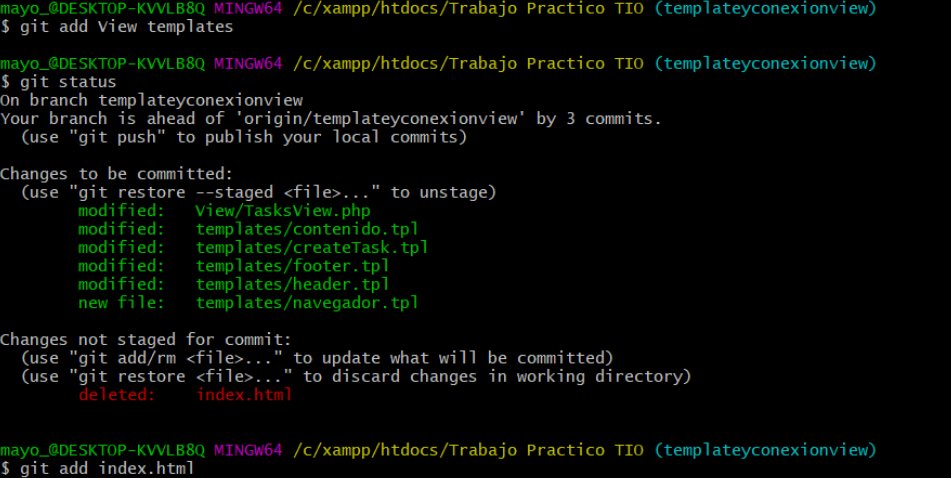 mayo_@DESKTOP-KVVLB8Q MINGW64 /c/xampp/htdocs/Trabajo Practico TIO (templateyconexionview)
$ git add View templates
mayo_@DESKTOP-KVVLB8Q MINGW64 /c/xampp/htdocs/Trabajo Practico TIO (templateyconexionview)
$ git status
On branch templateyconexionview
Your branch is ahead of 'origin/templateyconexionview' by 3 commits.
  (use "git push" to publish your local commits)
Changes to be committed:
  (use "git restore --staged <file>..." to unstage)
        modified:   View/TasksView.php
        modified:   templates/contenido.tpl
        modified:   templates/createTask.tpl
        modified:   templates/footer.tpl
        modified:   templates/header.tpl
        new file:   templates/navegador.tpl
Changes not staged for commit:
  (use "git add/rm <file>..." to update what will be committed)
  (use "git restore <file>..." to discard changes in working directory)
        deleted:    index.html
mayo_@DESKTOP-KVVLB8Q MINGW64 /c/xampp/htdocs/Trabajo Practico TIO (templateyconexionview)
$ git add index.html